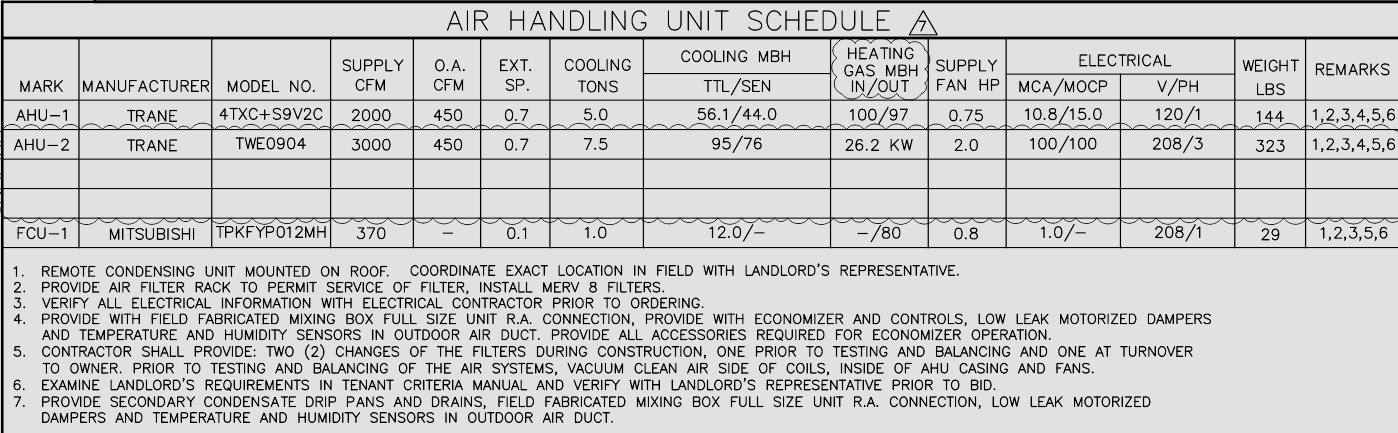 AIR HANDLING UNIT SCHEDULE 7
MARK MANUFACTURER MODEL NO. SUPPLY CFM O.A. CFM EXT. SP. COOLING TONS COOLING MBH TTL/SEN HEATING GAS MBH IN/OUT SUPPLY FAN HP ELECTRICAL MCA/MOCP V/PH WEIGHT LBS REMARKS
AHU-1 TRANE 4TXC+S9V2C 2000 450 0.7 5.0 56.1/44.0 100/97 0.75 10.8/15.0 120/1 144 1,2,3,4,5,6
AHU-2 TRANE TWE0904 3000 450 0.7 7.5 95/76 26.2 KW 2.0 100/100 208/3 323 1,2,3,4,5,6
FCU-1 MITSUBISHI TPKFYP012MH 370 - 0.1 1.0 12.0/- -/80 0.8 1.0/- 208/1 29 1,2,3,5,6
1. REMOTE CONDENSING UNIT MOUNTED ON ROOF. COORDINATE EXACT LOCATION IN FIELD WITH LANDLORD'S REPRESENTATIVE.
2. PROVIDE AIR FILTER RACK TO PERMIT SERVICE OF FILTER, INSTALL MERV 8 FILTERS.
3. VERIFY ALL ELECTRICAL INFORMATION WITH ELECTRICAL CONTRACTOR PRIOR TO ORDERING.
4. PROVIDE WITH FIELD FABRICATED MIXING BOX FULL SIZE UNIT R.A. CONNECTION, PROVIDE WITH ECONOMIZER AND CONTROLS, LOW LEAK MOTORIZED DAMPERS
AND TEMPERATURE AND HUMIDITY SENSORS IN OUTDOOR AIR DUCT. PROVIDE ALL ACCESSORIES REQUIRED FOR ECONOMIZER OPERATION.
5. CONTRACTOR SHALL PROVIDE: TWO (2) CHANGES OF THE FILTERS DURING CONSTRUCTION, ONE PRIOR TO TESTING AND BALANCING AND ONE AT TURNOVER
TO OWNER. PRIOR TO TESTING AND BALANCING OF THE AIR SYSTEMS, VACUUM CLEAN AIR SIDE OF COILS, INSIDE OF AHU CASING AND FANS.
6. EXAMINE LANDLORD'S REQUIREMENTS IN TENANT CRITERIA MANUAL AND VERIFY WITH LANDLORD'S REPRESENTATIVE PRIOR TO BID.
7. PROVIDE SECONDARY CONDENSATE DRIP PANS AND DRAINS, FIELD FABRICATED MIXING BOX FULL SIZE UNIT R.A. CONNECTION, LOW LEAK MOTORIZED
DAMPERS AND TEMPERATURE AND HUMIDITY SENSORS IN OUTDOOR AIR DUCT.